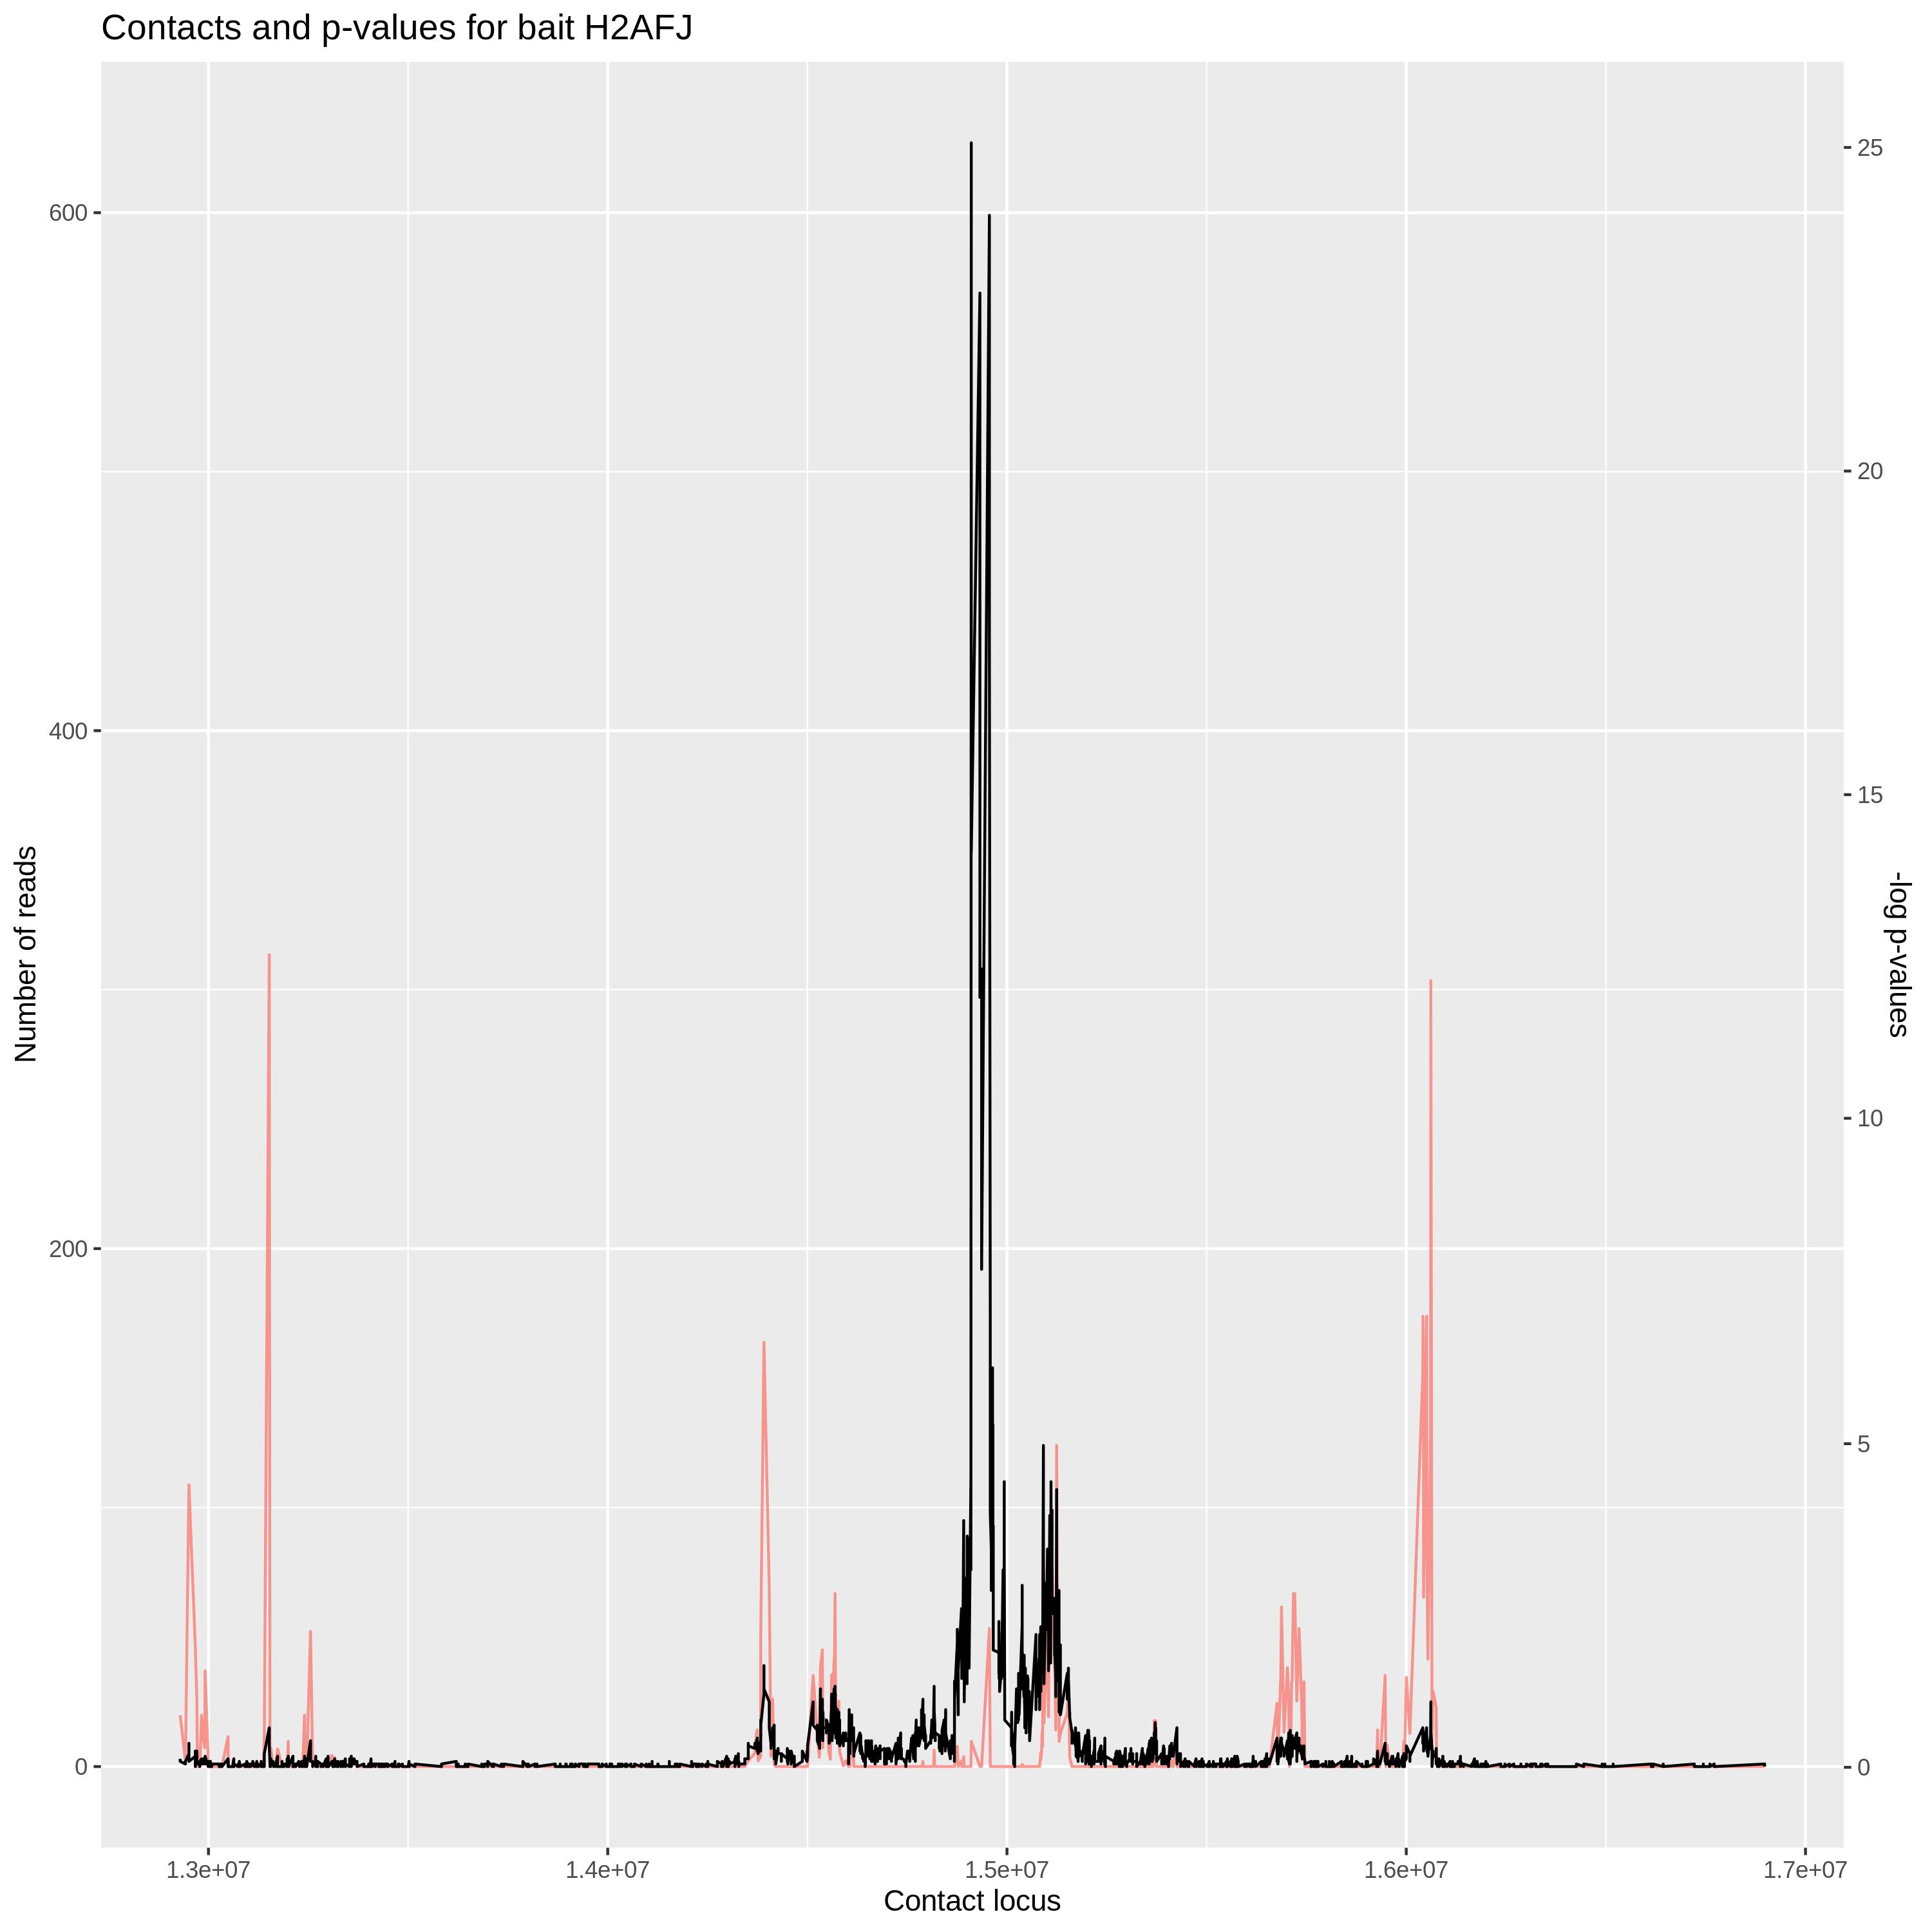 Contacts and p-values for bait H2AFJ
600
400
200
0
Number of reads
25
20
15
10
5
0
-log p-values
1.3e+07
1.4e+07
1.5e+07
1.6e+07
1.7e+07
Contact locus